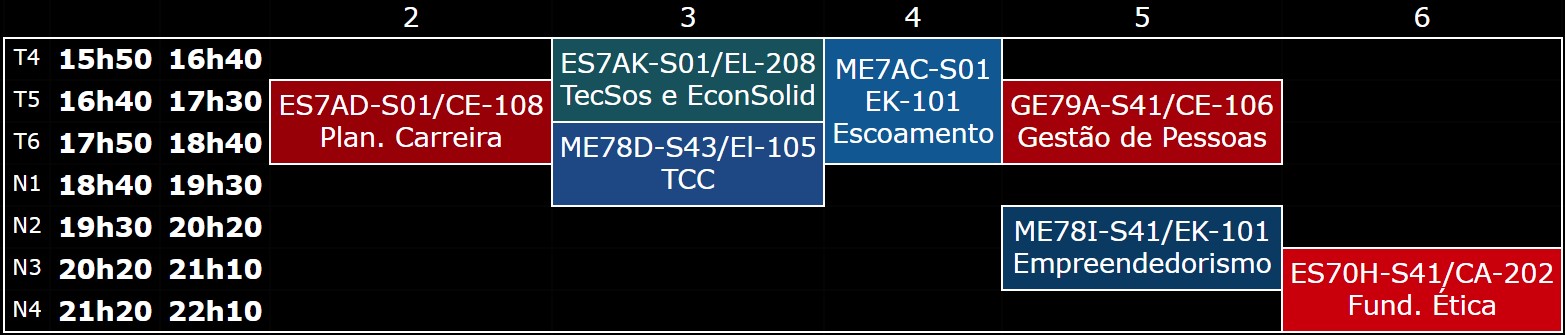 2 3 4 5 6
T4 15h50 16h40
T5 16h40 17h30
T6 17h50 18h40
N1 18h40 19h30
N2 19h30 20h20
N3 20h20 21h10
N4 21h20 22h10
ES7AD-S01/CE-108
Plan. Carreira
ES7AK-S01/EL-208
TecSos e EconSolid
ME78D-S43/El-105
TCC
ME7AC-S01
EK-101
Escoamento
GE79A-S41/CE-106
Gestão de Pessoas
ME78I-S41/EK-101
Empreendedorismo
ES70H-S41/CA-202
Fund. Ética